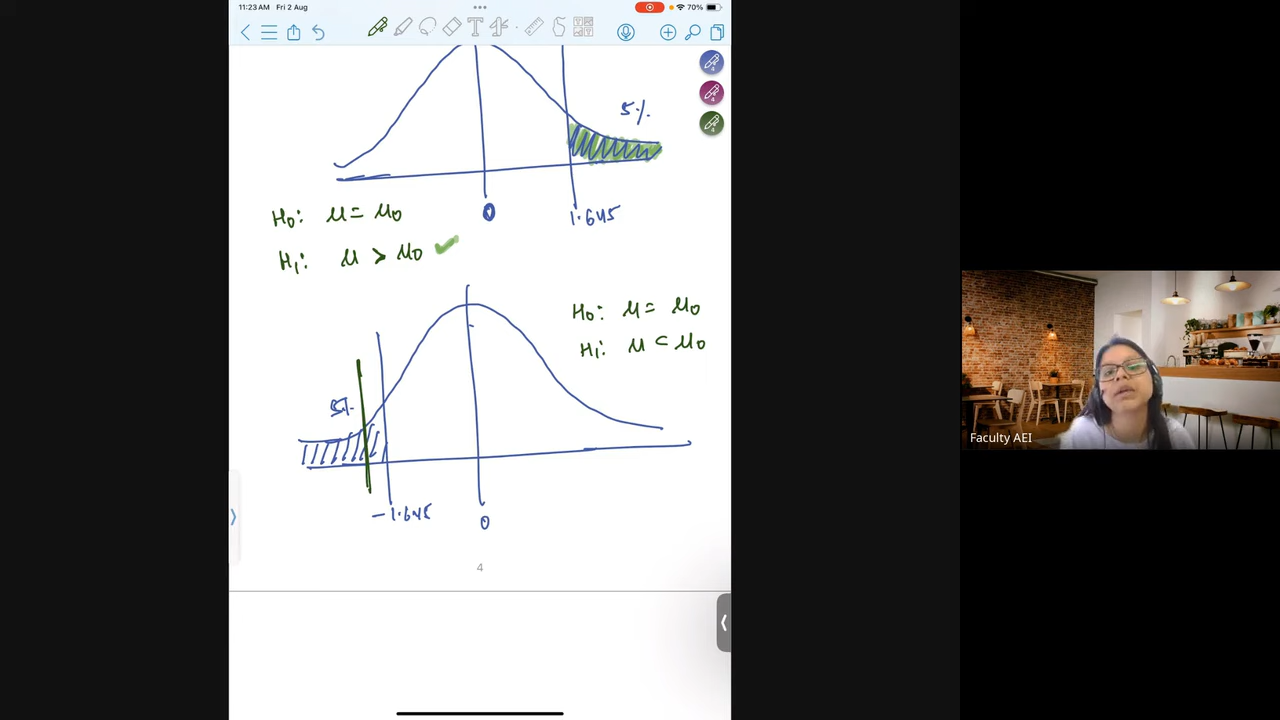 11:23 AM Fri 2 Aug
70%
5%
0
1.645
H0: μ = μ0
H1: μ > μ0
H0: μ = μ0
H1: μ < μ0
5%
-1.645
0
4
Faculty AEI